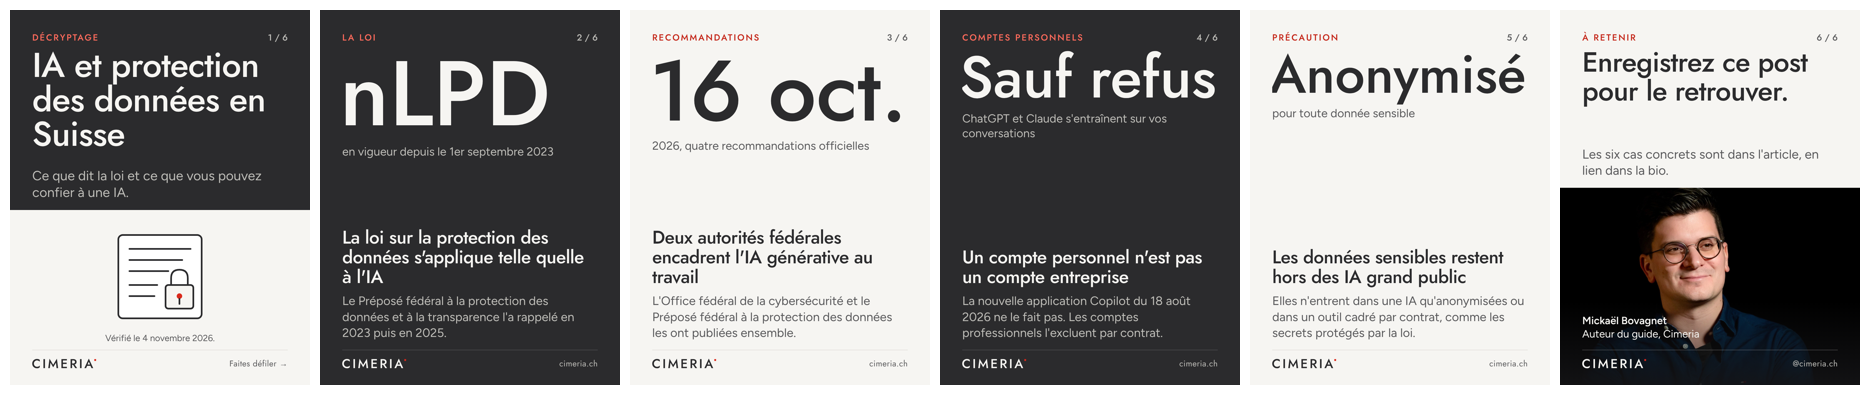 DÉCRYPTAGE
1 / 6
IA et protection
des données en
Suisse
Ce que dit la loi et ce que vous pouvez
confier à une IA.
Vérifié le 4 novembre 2026.
CIMERIA
Faites défiler →
LA LOI
2 / 6
nLPD
en vigueur depuis le 1er septembre 2023
La loi sur la protection des
données s'applique telle quelle
à l'IA
Le Préposé fédéral à la protection des
données et à la transparence l'a rappelé en
2023 puis en 2025.
CIMERIA
cimeria.ch
RECOMMANDATIONS
3 / 6
16 oct.
2026, quatre recommandations officielles
Deux autorités fédérales
encadrent l'IA générative au
travail
L'Office fédéral de la cybersécurité et le
Préposé fédéral à la protection des données
les ont publiées ensemble.
CIMERIA
cimeria.ch
COMPTES PERSONNELS
4 / 6
Sauf refus
ChatGPT et Claude s'entraînent sur vos
conversations
Un compte personnel n'est pas
un compte entreprise
La nouvelle application Copilot du 18 août
2026 ne le fait pas. Les comptes
professionnels l'excluent par contrat.
CIMERIA
cimeria.ch
PRÉCAUTION
5 / 6
Anonymisé
pour toute donnée sensible
Les données sensibles restent
hors des IA grand public
Elles n'entrent dans une IA qu'anonymisées ou
dans un outil cadré par contrat, comme les
secrets protégés par la loi.
CIMERIA
cimeria.ch
À RETENIR
6 / 6
Enregistrez ce post
pour le retrouver.
Les six cas concrets sont dans l'article, en
lien dans la bio.
Mickaël Bovagnet
Auteur du guide, Cimeria
CIMERIA
@cimeria.ch